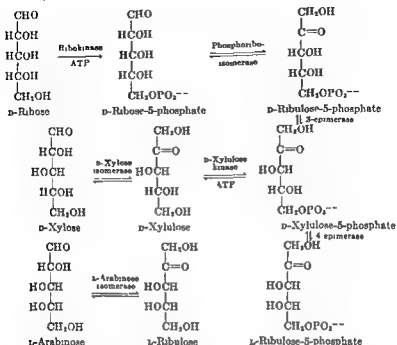 CHO CHO CH₂OH
HCOH HCOH C=O
HCOH Ribokinase HCOH Phosphoribo- HCOH
HCOH ATP HCOH isomerase HCOH
CH₂OH CH₂OPO₃-- CH₂OPO₃--
D-Ribose D-Ribose-5-phosphate D-Ribulose-5-phosphate
3-epimerase
CHO CH₂OH CH₂OH
HCOH D-Xylose C=O D-Xylulose C=O
HOCH isomerase HOCH kinase HOCH
HCOH HCOH ATP HCOH
CH₂OH CH₂OH CH₂OPO₃--
D-Xylose D-Xylulose D-Xylulose-5-phosphate
4 epimerase
CHO CH₂OH CH₂OH
HCOH L-Arabinose C=O C=O
HOCH isomerase HOCH HOCH
HOCH HOCH HOCH
CH₂OH CH₂OH CH₂OPO₃--
L-Arabinose L-Ribulose L-Ribulose-5-phosphate